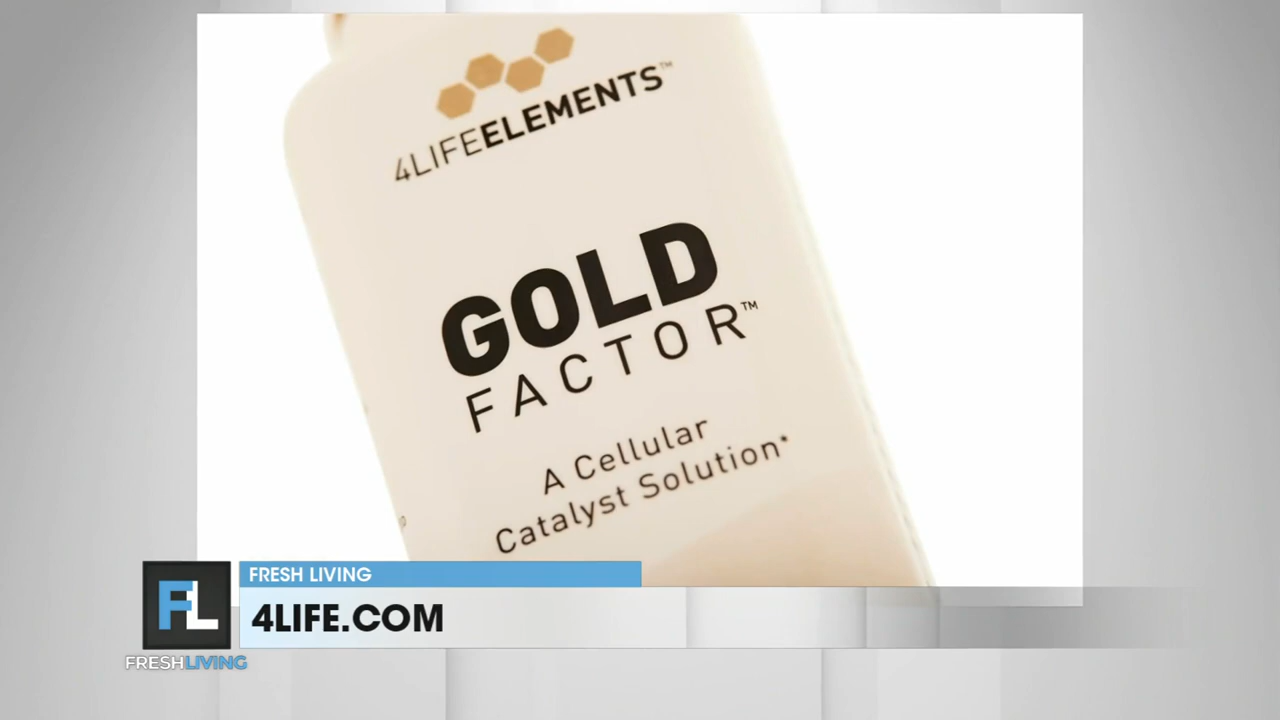 4LIFEELEMENTS™
GOLD
FACTOR™
A Cellular
Catalyst Solution*
FL
FRESH LIVING
4LIFE.COM
FRESHLIVING